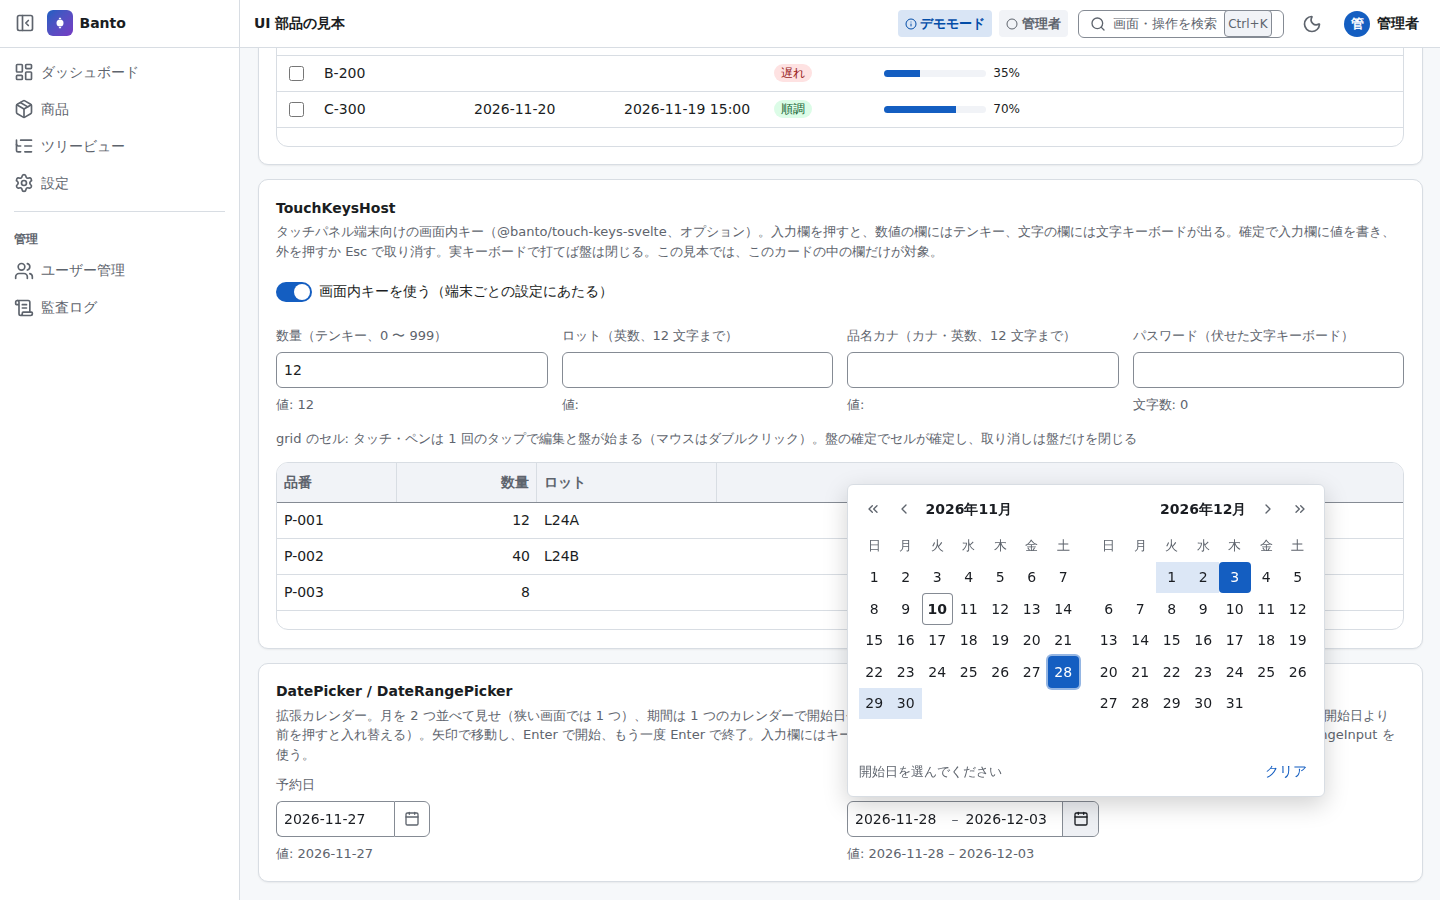 Banto
UI 部品の見本
デモモード
管理者
画面・操作を検索
Ctrl+K
管
管理者
ダッシュボード
商品
ツリービュー
設定
管理
ユーザー管理
監査ログ
B-200
遅れ
35%
C-300
2026-11-20
2026-11-19 15:00
順調
70%
TouchKeysHost
タッチパネル端末向けの画面内キー（@banto/touch-keys-svelte、オプション）。入力欄を押すと、数値の欄にはテンキー、文字の欄には文字キーボードが出る。確定で入力欄に値を書き、
外を押すか Esc で取り消す。実キーボードで打てば盤は閉じる。この見本では、このカードの中の欄だけが対象。
画面内キーを使う（端末ごとの設定にあたる）
数量（テンキー、0 〜 999）
ロット（英数、12 文字まで）
品名カナ（カナ・英数、12 文字まで）
パスワード（伏せた文字キーボード）
12
値: 12
値:
値:
文字数: 0
grid のセル: タッチ・ペンは 1 回のタップで編集と盤が始まる（マウスはダブルクリック）。盤の確定でセルが確定し、取り消しは盤だけを閉じる
品番
数量
ロット
P-001
12
L24A
P-002
40
L24B
P-003
8
2026年11月
2026年12月
日 月 火 水 木 金 土
日 月 火 水 木 金 土
1 2 3 4 5 6 7
1 2 3 4 5
8 9 10 11 12 13 14
6 7 8 9 10 11 12
15 16 17 18 19 20 21
13 14 15 16 17 18 19
22 23 24 25 26 27 28
20 21 22 23 24 25 26
29 30
27 28 29 30 31
開始日を選んでください
クリア
DatePicker / DateRangePicker
拡張カレンダー。月を 2 つ並べて見せ（狭い画面では 1 つ）、期間は 1 つのカレンダーで開始日
開始日より
前を押すと入れ替える）。矢印で移動し、Enter で開始、もう一度 Enter で終了。入力欄にはキー
ngeInput を
使う。
予約日
2026-11-27
2026-11-28 – 2026-12-03
値: 2026-11-27
値: 2026-11-28 – 2026-12-03